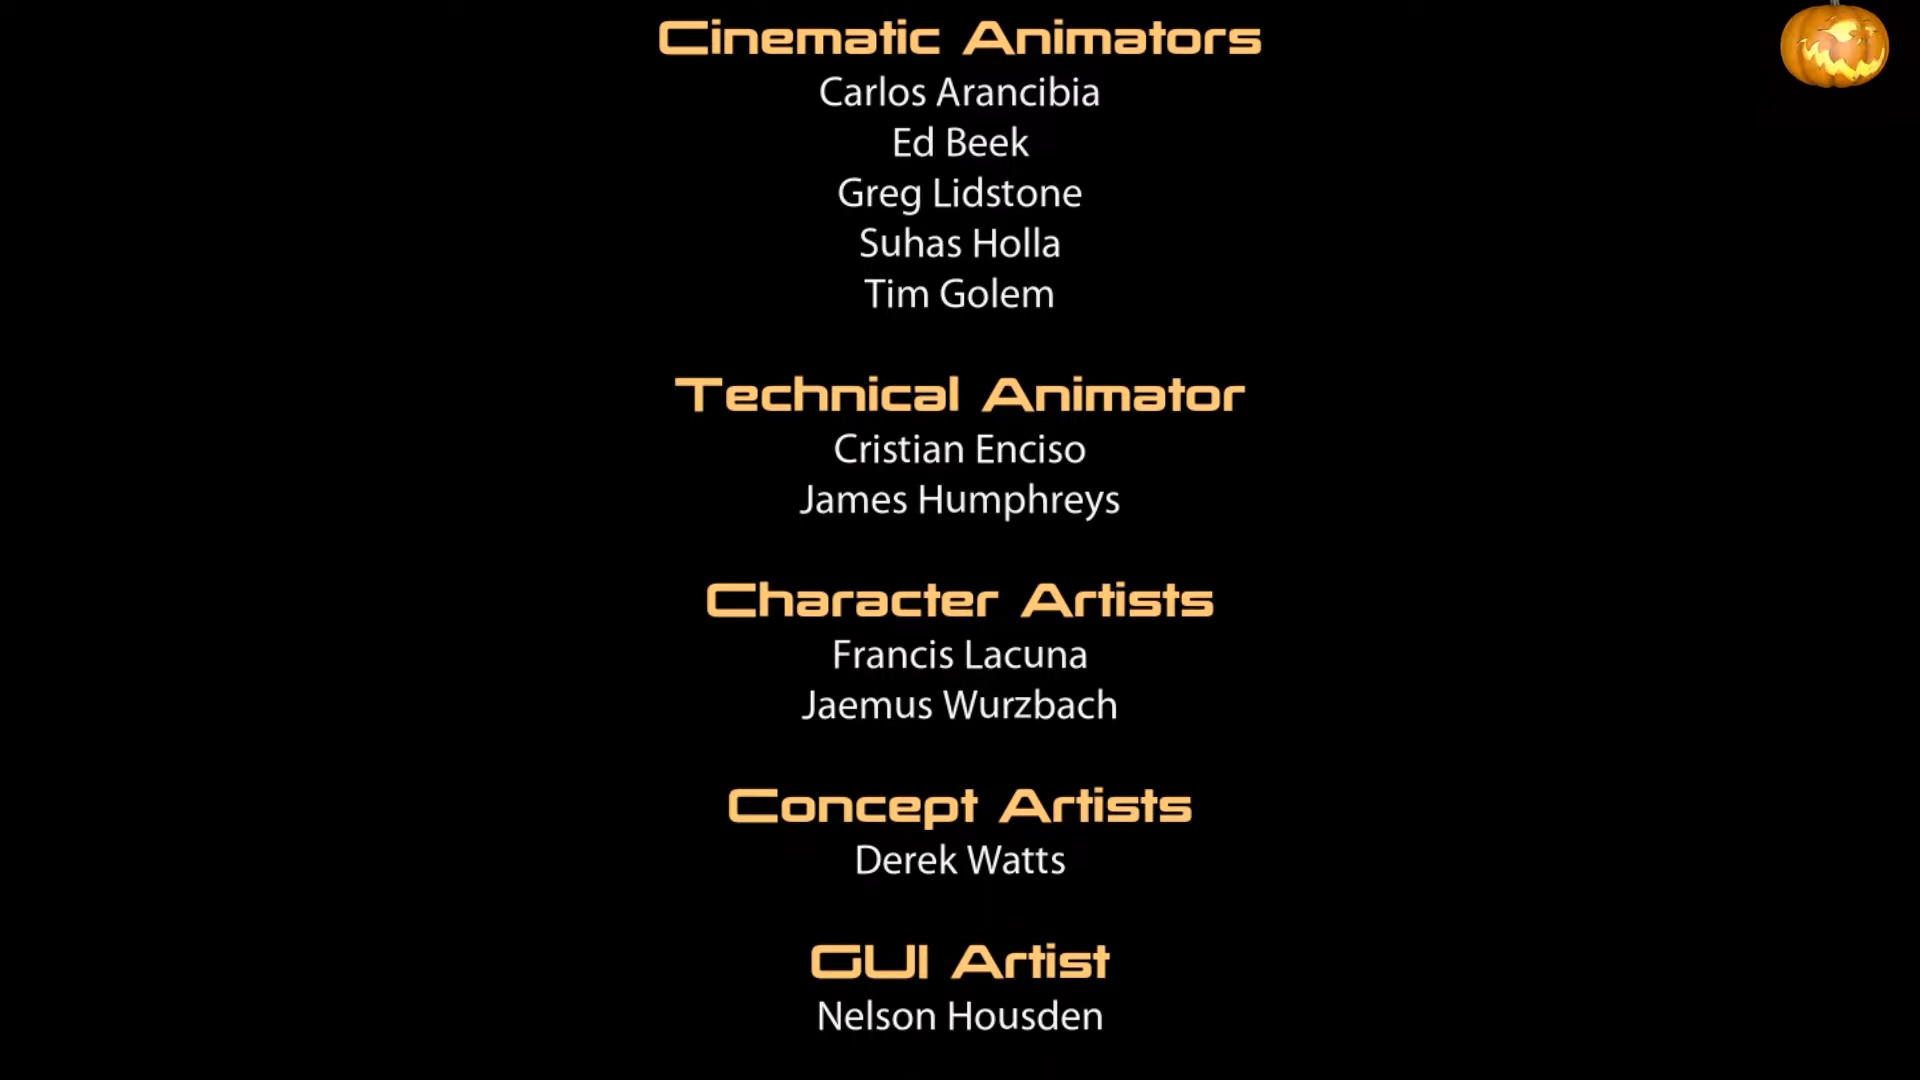 Cinematic Animators
Carlos Arancibia
Ed Beek
Greg Lidstone
Suhas Holla
Tim Golem
Technical Animator
Cristian Enciso
James Humphreys
Character Artists
Francis Lacuna
Jaemus Wurzbach
Concept Artists
Derek Watts
GUI Artist
Nelson Housden